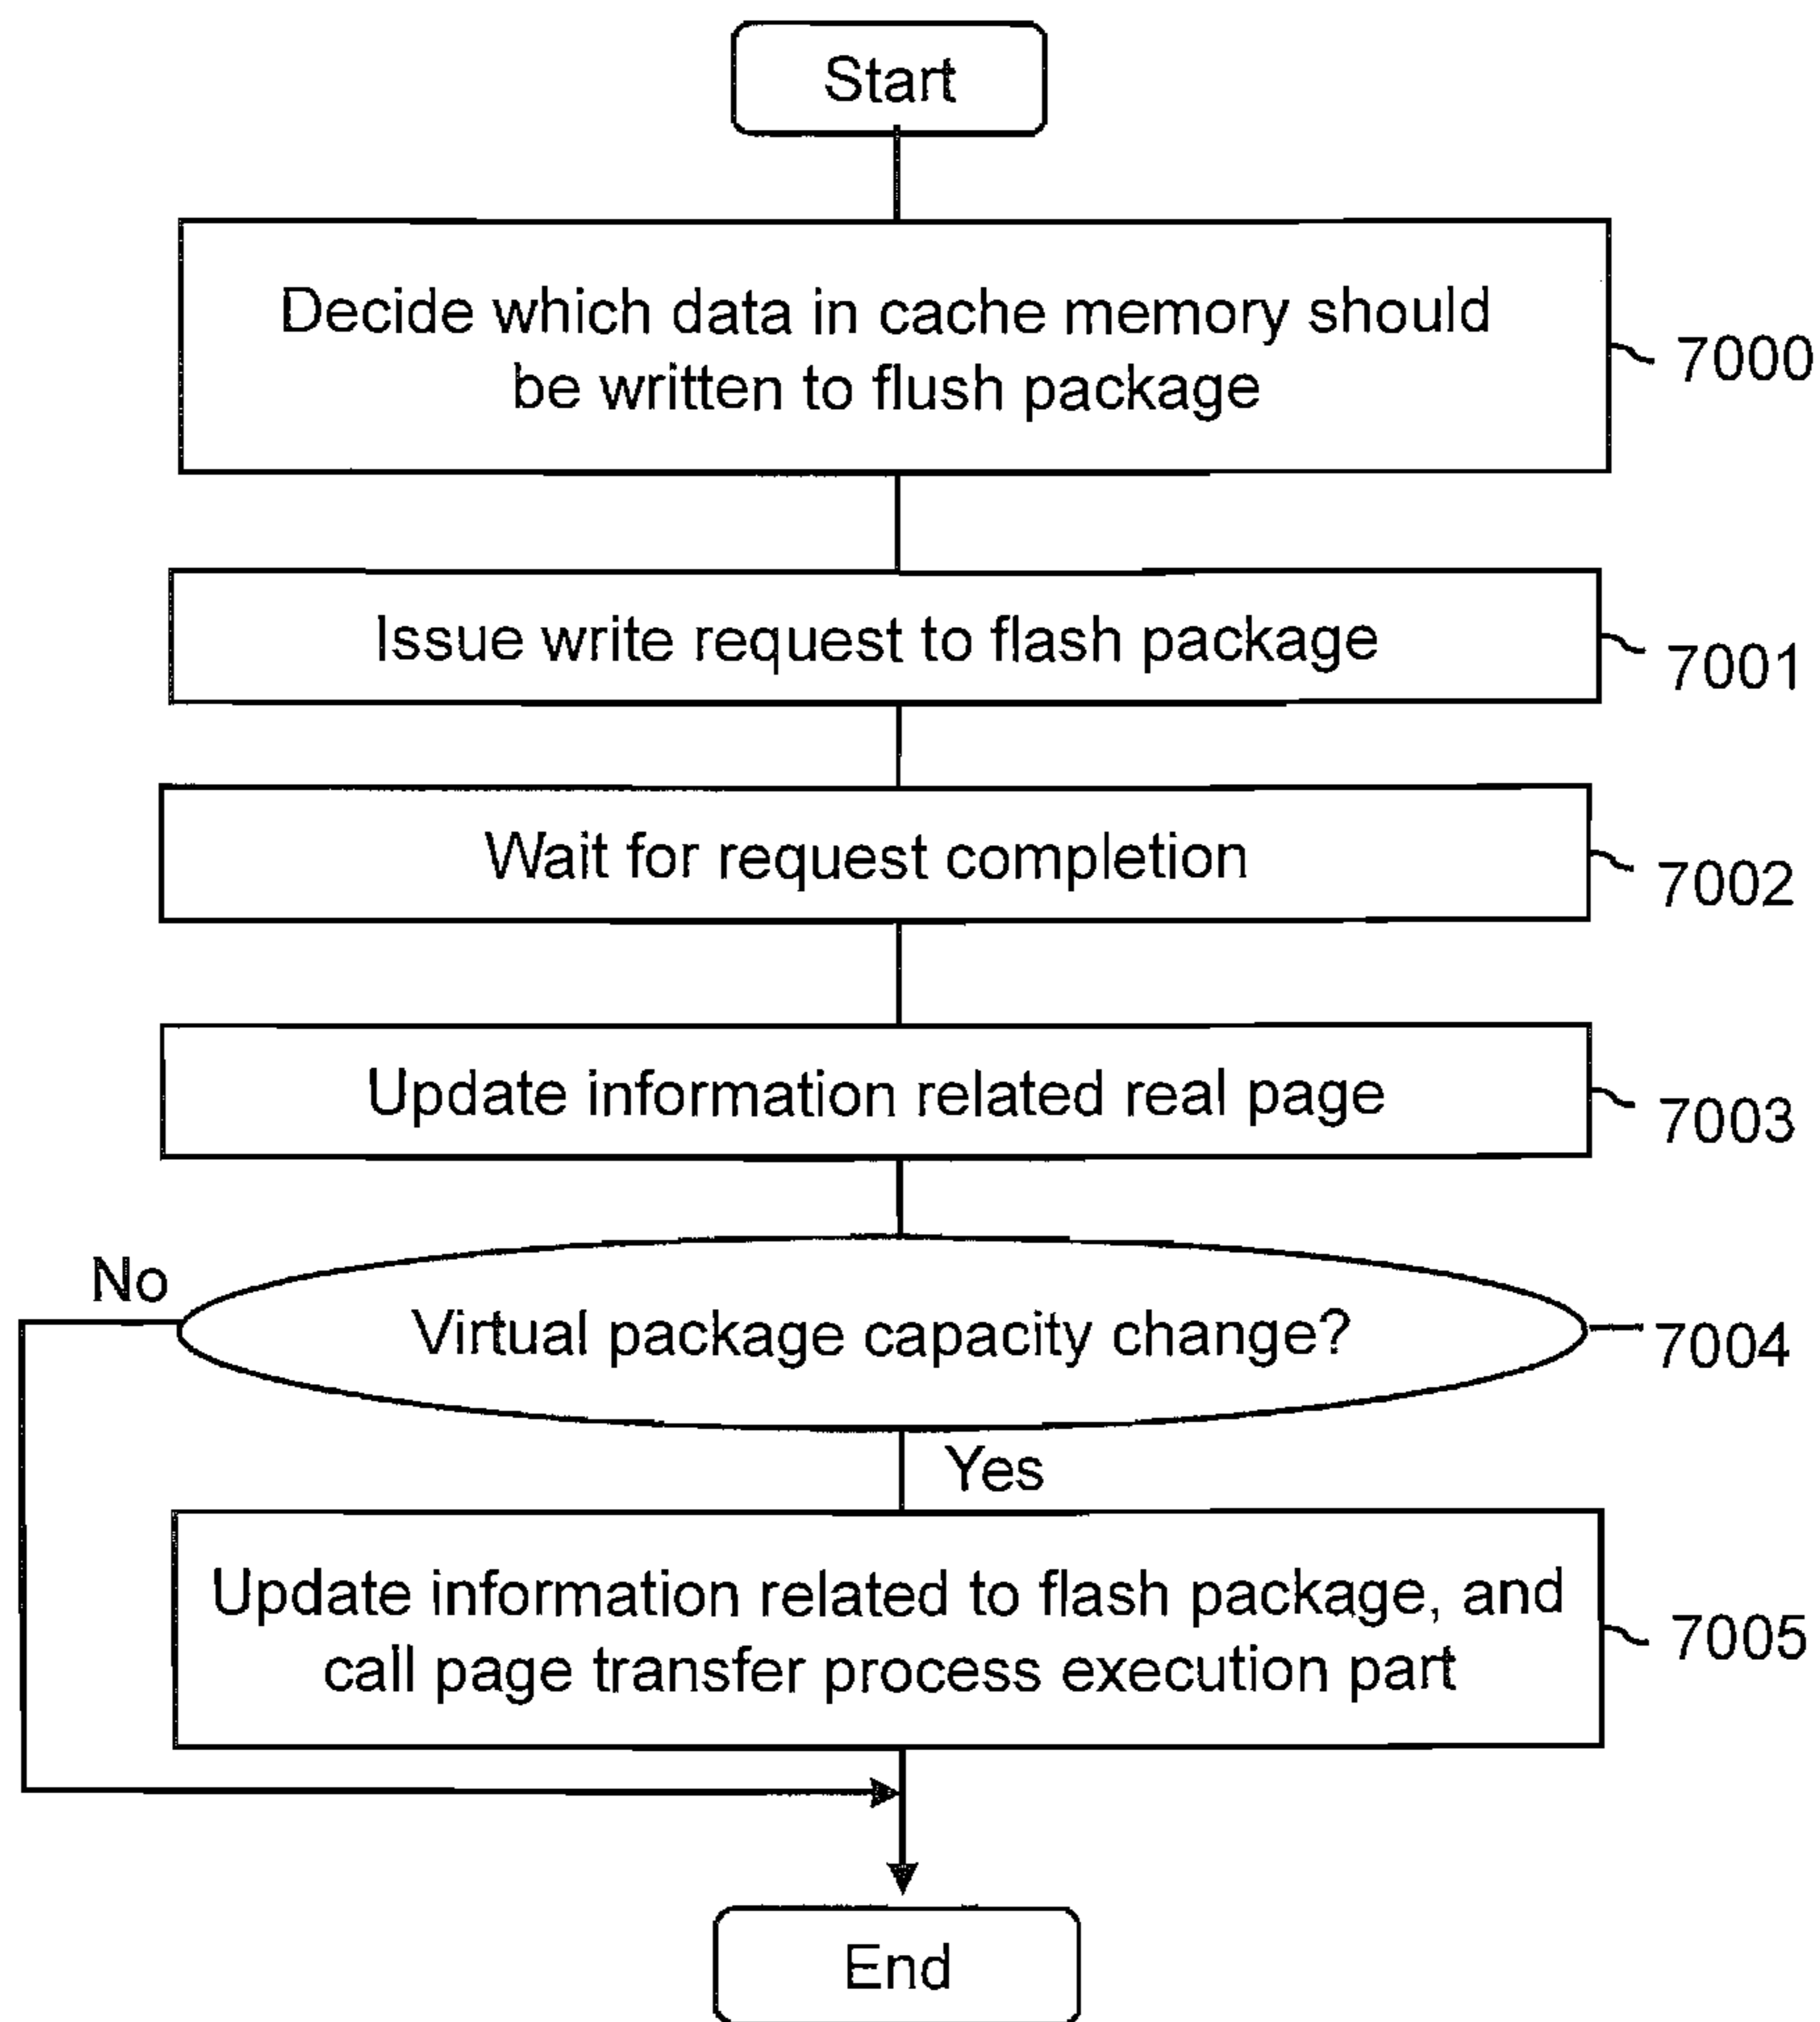 Start
Decide which data in cache memory should
be written to flush package
7000
Issue write request to flash package
7001
Wait for request completion
7002
Update information related real page
7003
No
Virtual package capacity change?
7004
Yes
Update information related to flash package, and
call page transfer process execution part
7005
End